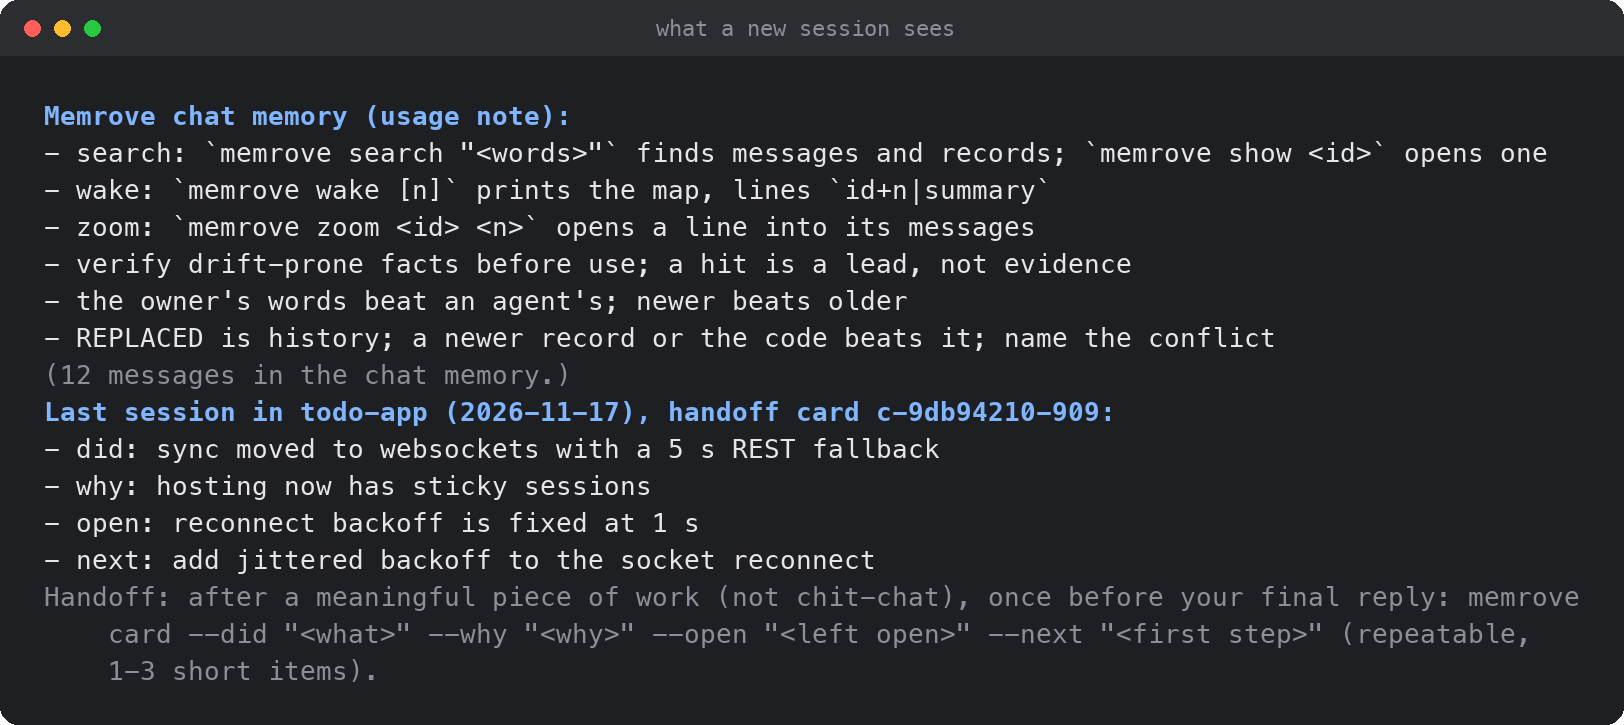 what a new session sees
Memrove chat memory (usage note):
– search: `memrove search "<words>"` finds messages and records; `memrove show <id>` opens one
– wake: `memrove wake [n]` prints the map, lines `id+n|summary`
– zoom: `memrove zoom <id> <n>` opens a line into its messages
– verify drift–prone facts before use; a hit is a lead, not evidence
– the owner's words beat an agent's; newer beats older
– REPLACED is history; a newer record or the code beats it; name the conflict
(12 messages in the chat memory.)
Last session in todo–app (2026–11–17), handoff card c–9db94210–909:
– did: sync moved to websockets with a 5 s REST fallback
– why: hosting now has sticky sessions
– open: reconnect backoff is fixed at 1 s
– next: add jittered backoff to the socket reconnect
Handoff: after a meaningful piece of work (not chit–chat), once before your final reply: memrove
card ––did "<what>" ––why "<why>" ––open "<left open>" ––next "<first step>" (repeatable,
1–3 short items).